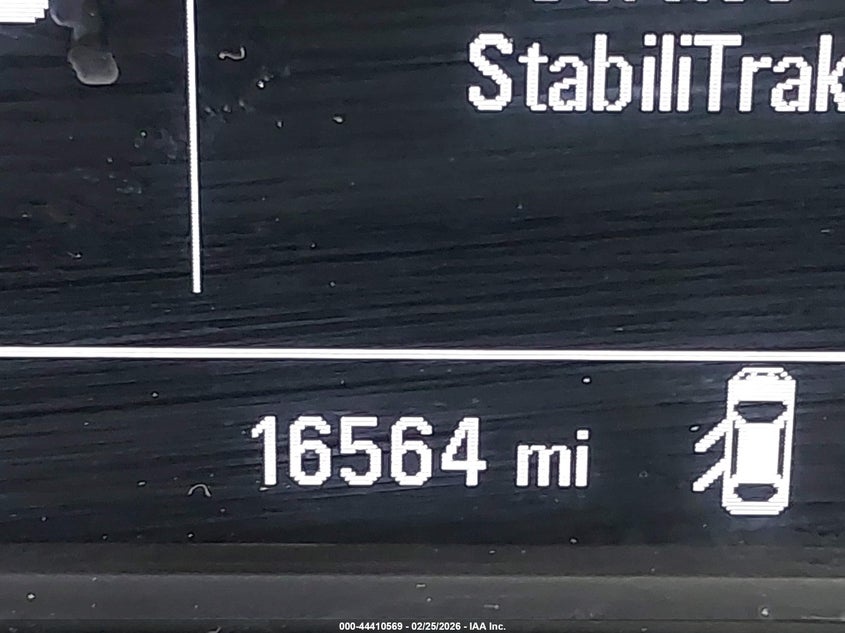 StabiliTrak
16564 mi
000-44410569 - 02/25/2026 - IAA Inc.